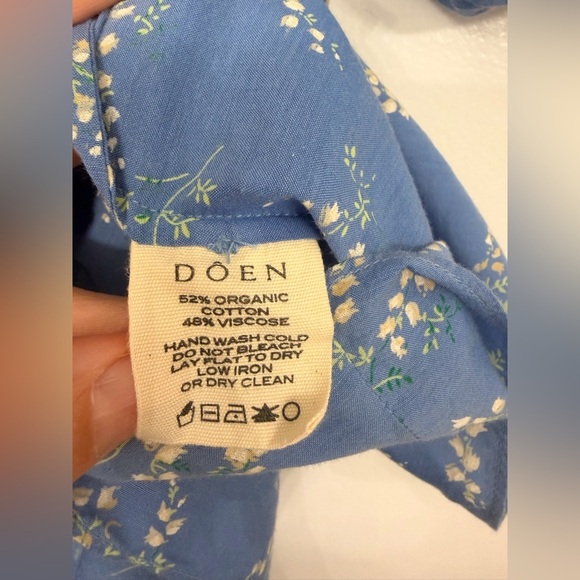 DÔEN
52% ORGANIC
COTTON
48% VISCOSE
HAND WASH COLD
DO NOT BLEACH
LAY FLAT TO DRY
LOW IRON
OR DRY CLEAN